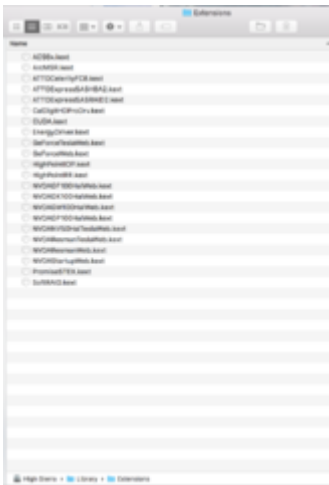 Extensions
Name
ACS6x.kext
ArcMSR.kext
ATTOCelerityFC8.kext
ATTOExpressSASHBA2.kext
ATTOExpressSASRAID2.kext
CalDigitHDProDrv.kext
CUDA.kext
EnergyDriver.kext
GeForceTeslaWeb.kext
GeForceWeb.kext
HighPointIOP.kext
HighPointRR.kext
NVDAGF100HalWeb.kext
NVDAGK100HalWeb.kext
NVDAGM100HalWeb.kext
NVDAGP100HalWeb.kext
NVDANV50HalTeslaWeb.kext
NVDAResmanTeslaWeb.kext
NVDAResmanWeb.kext
NVDAStartupWeb.kext
PromiseSTEX.kext
SoftRAID.kext
High Sierra Library Extensions